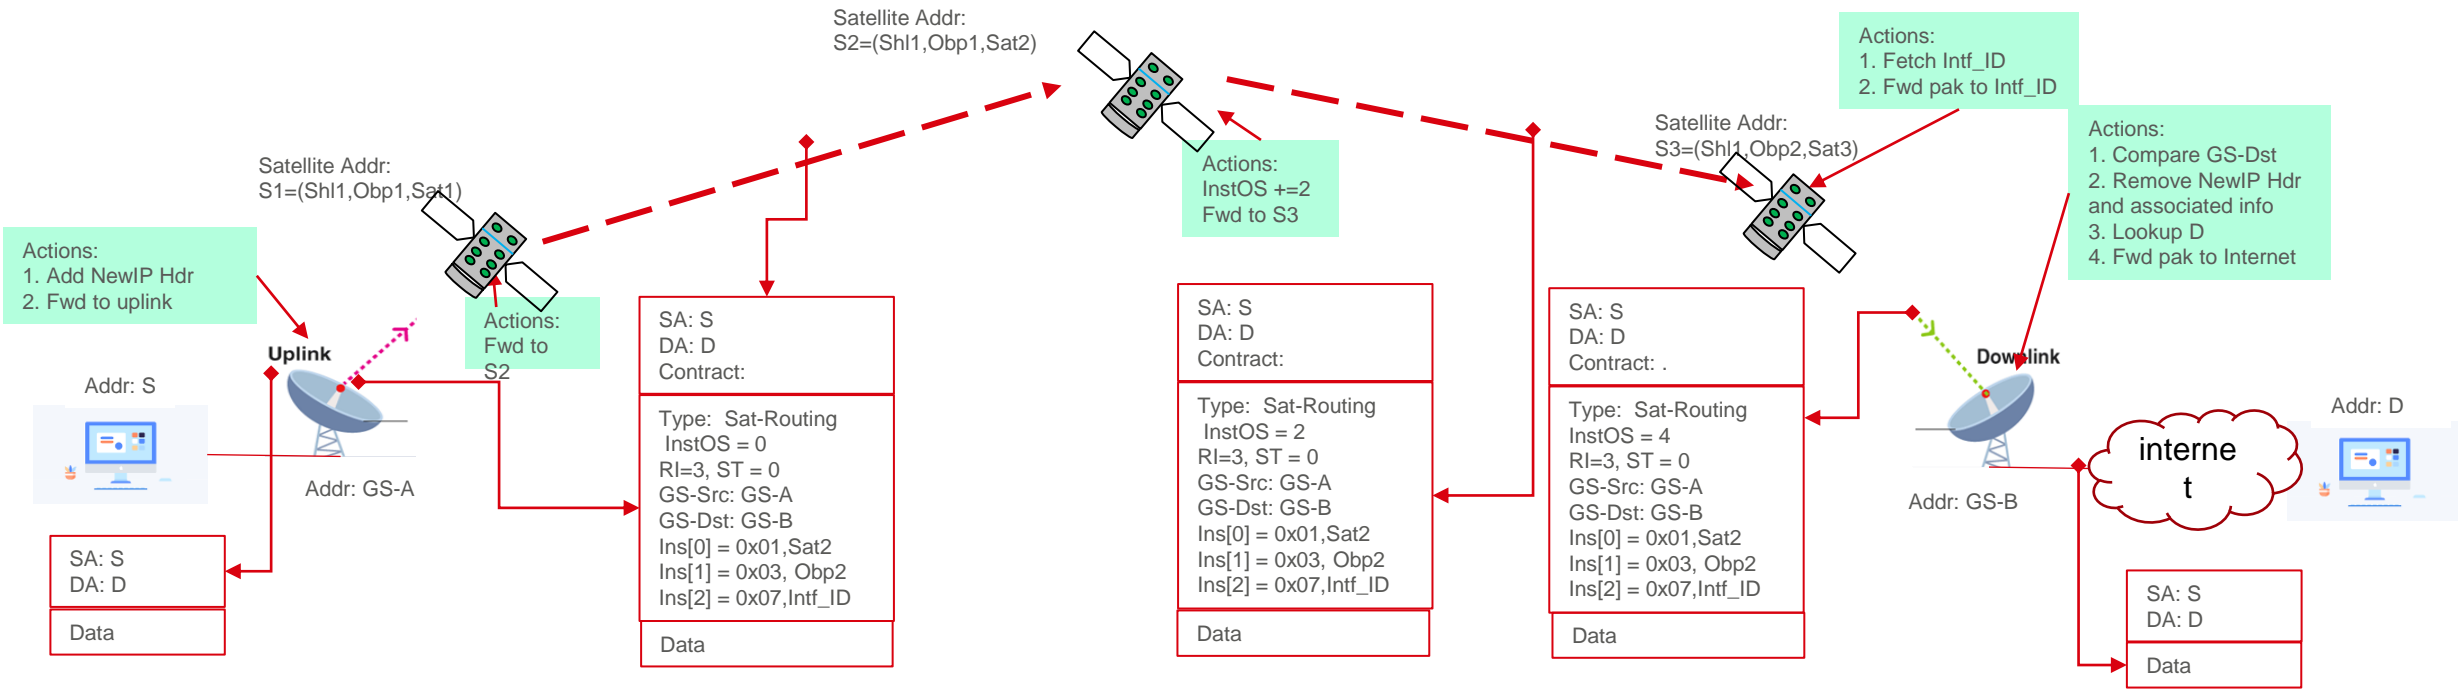 Satellite Addr:
S2=(Shl1,Obp1,Sat2)
Actions:
1. Fetch Intf_ID
2. Fwd pak to Intf_ID
Satellite Addr:
S3=(Shl1,Obp2,Sat3)
Actions:
1. Compare GS-Dst
2. Remove NewIP Hdr
and associated info
3. Lookup D
4. Fwd pak to Internet
Satellite Addr:
S1=(Shl1,Obp1,Sat1)
Actions:
InstOS +=2
Fwd to S3
Actions:
1. Add NewIP Hdr
2. Fwd to uplink
Actions:
Fwd to
S2
Uplink
Addr: S
Addr: GS-A
SA: S
DA: D
Data
SA: S
DA: D
Contract:
Type:  Sat-Routing
InstOS = 0
RI=3, ST = 0
GS-Src: GS-A
GS-Dst: GS-B
Ins[0] = 0x01,Sat2
Ins[1] = 0x03, Obp2
Ins[2] = 0x07,Intf_ID
Data
SA: S
DA: D
Contract:
Type:  Sat-Routing
InstOS = 2
RI=3, ST = 0
GS-Src: GS-A
GS-Dst: GS-B
Ins[0] = 0x01,Sat2
Ins[1] = 0x03, Obp2
Ins[2] = 0x07,Intf_ID
Data
SA: S
DA: D
Contract: .
Type:  Sat-Routing
InstOS = 4
RI=3, ST = 0
GS-Src: GS-A
GS-Dst: GS-B
Ins[0] = 0x01,Sat2
Ins[1] = 0x03, Obp2
Ins[2] = 0x07,Intf_ID
Data
Downlink
Addr: GS-B
interne
t
Addr: D
SA: S
DA: D
Data